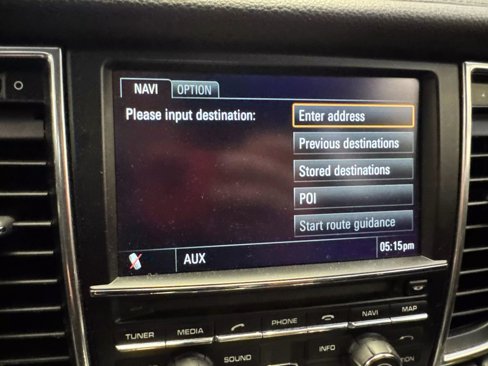 NAVI OPTION
Please input destination:
Enter address
Previous destinations
Stored destinations
POI
Start route guidance
AUX
05:15pm
TUNER MEDIA PHONE NAVI MAP
SOUND INFO